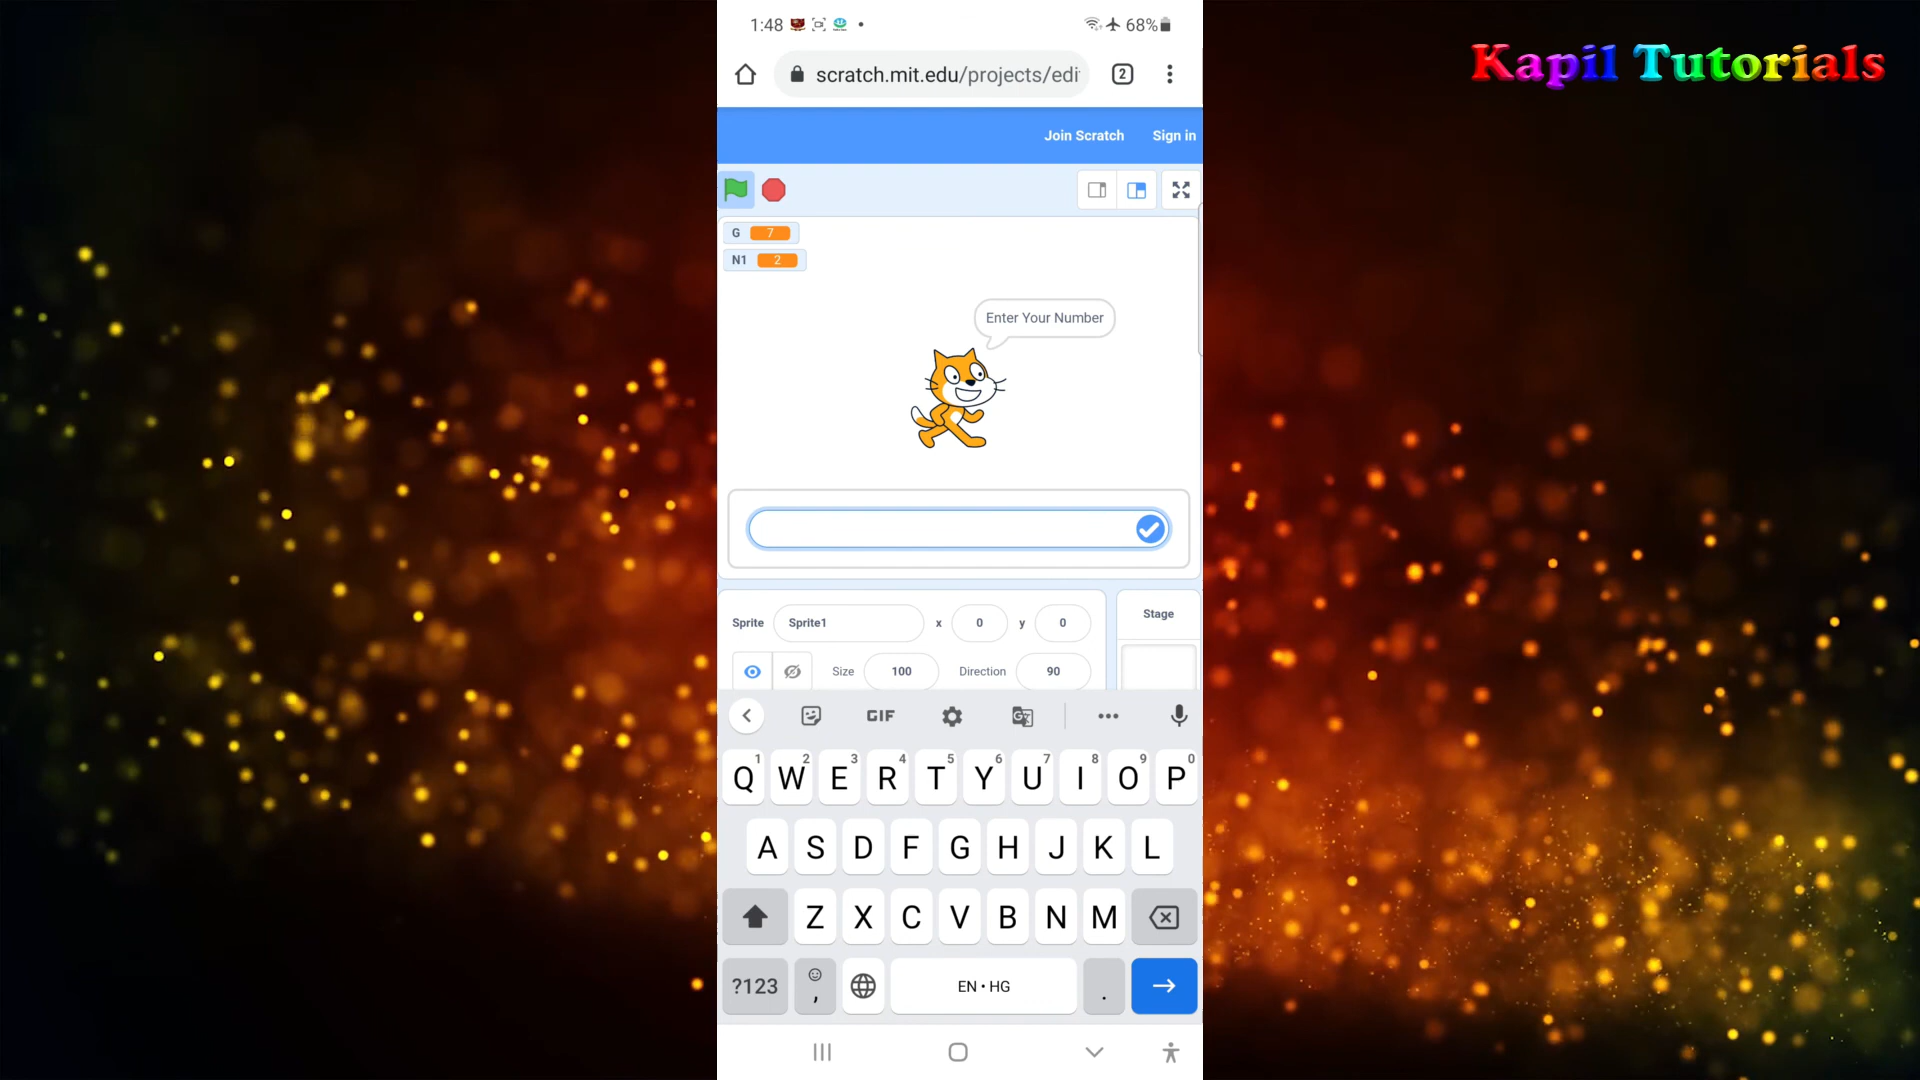 1:48 68%
Kapil Tutorials
scratch.mit.edu/projects/edi 2
Join Scratch Sign in
G 7
N1 2
Enter Your Number
Sprite Sprite1 x 0 y 0 Stage
Size 100 Direction 90
GIF
1 2 3 4 5 6 7 8 9 0
Q W E R T Y U I O P
A S D F G H J K L
Z X C V B N M
?123 , EN • HG .